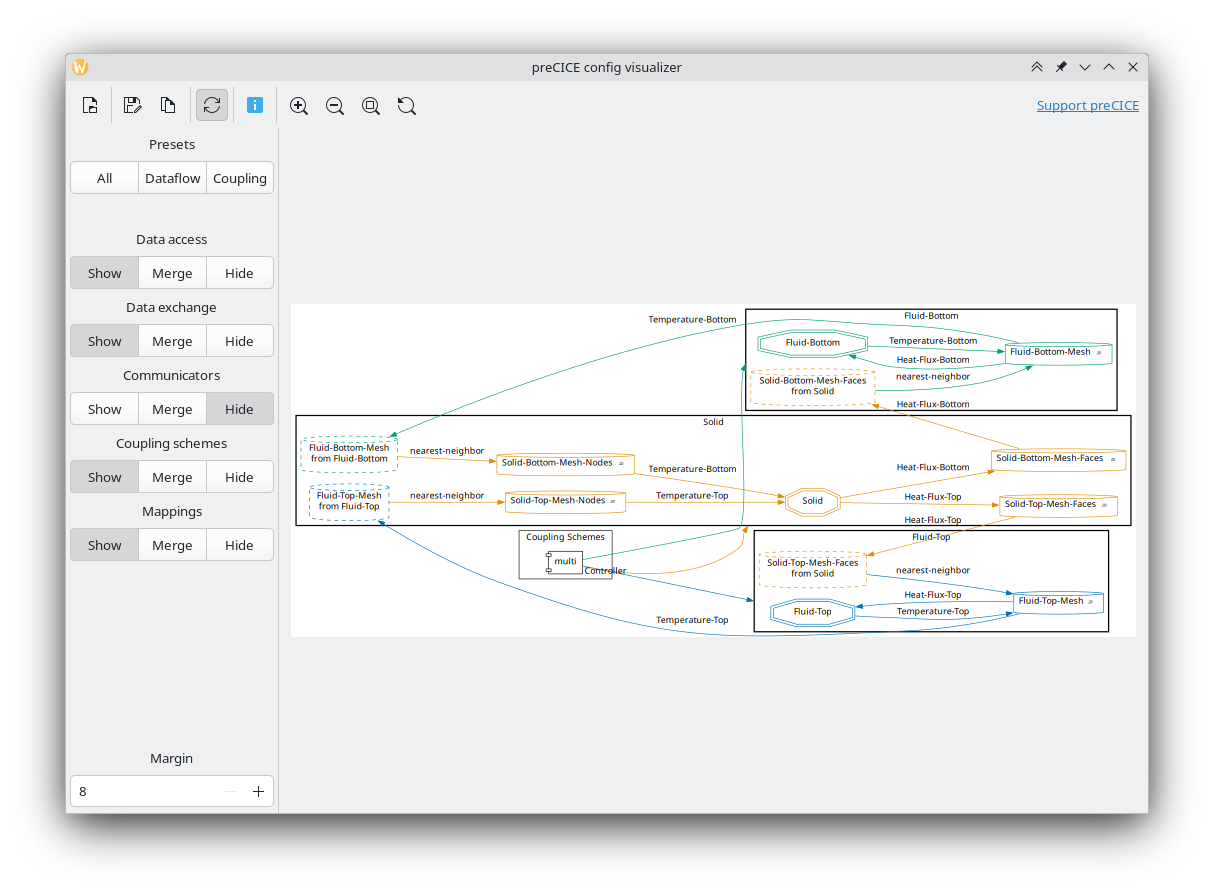 preCICE config visualizer
Support preCICE
Presets
All
Dataflow
Coupling
Data access
Show
Merge
Hide
Data exchange
Show
Merge
Hide
Communicators
Show
Merge
Hide
Coupling schemes
Show
Merge
Hide
Mappings
Show
Merge
Hide
Margin
8
Fluid-Bottom
Temperature-Bottom
Fluid-Bottom
Temperature-Bottom
Fluid-Bottom-Mesh
Heat-Flux-Bottom
nearest-neighbor
Solid-Bottom-Mesh-Faces
from Solid
Heat-Flux-Bottom
Solid
Fluid-Bottom-Mesh
from Fluid-Bottom
nearest-neighbor
Solid-Bottom-Mesh-Nodes
Temperature-Bottom
Heat-Flux-Bottom
Solid-Bottom-Mesh-Faces
Fluid-Top-Mesh
from Fluid-Top
nearest-neighbor
Solid-Top-Mesh-Nodes
Temperature-Top
Solid
Heat-Flux-Top
Solid-Top-Mesh-Faces
Heat-Flux-Top
Coupling Schemes
multi
Controller
Fluid-Top
Solid-Top-Mesh-Faces
from Solid
nearest-neighbor
Heat-Flux-Top
Fluid-Top-Mesh
Fluid-Top
Temperature-Top
Temperature-Top